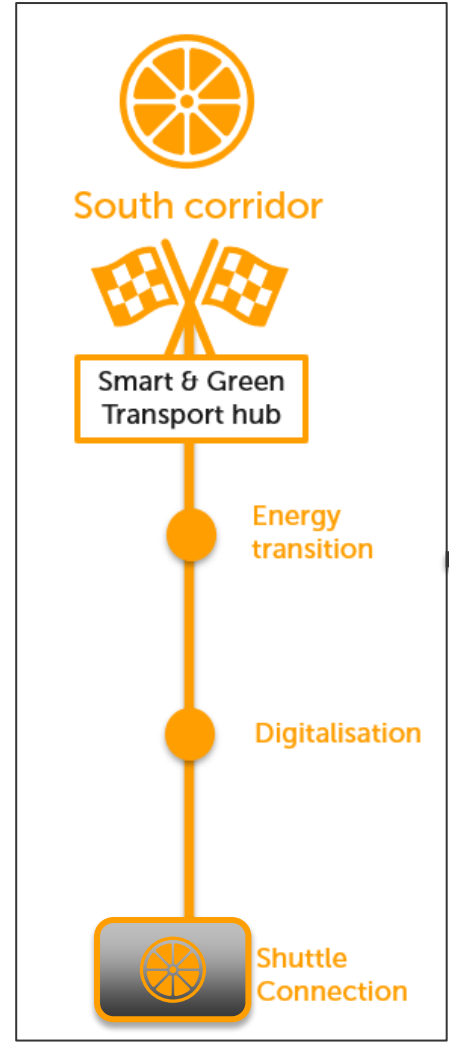 South corridor
Smart & Green
Transport hub
Energy
transition
Digitalisation
Shuttle
Connection